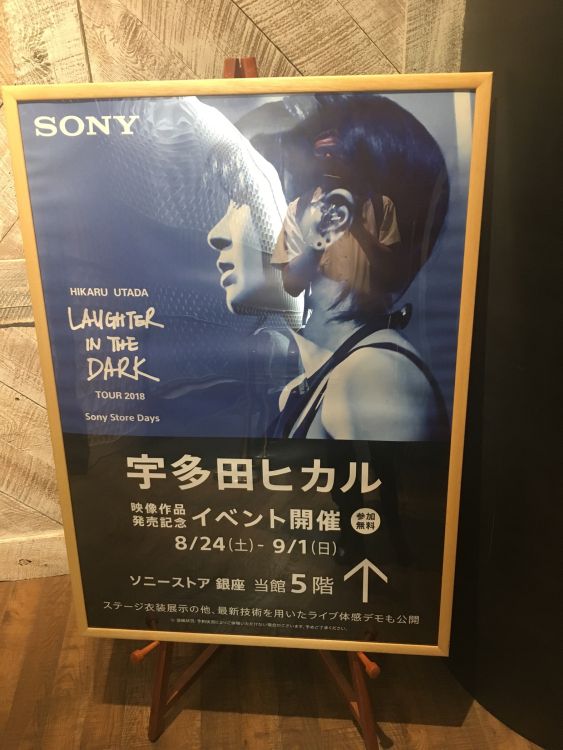 SONY
HIKARU UTADA
LAUGHTER
IN THE
DARK
TOUR 2018
Sony Store Days
宇多田ヒカル
映像作品
発売記念 イベント開催 参加無料
8/24(土) - 9/1(日)
ソニーストア 銀座 当館5階 ↑
ステージ衣装展示の他、最新技術を用いたライブ体感デモも公開